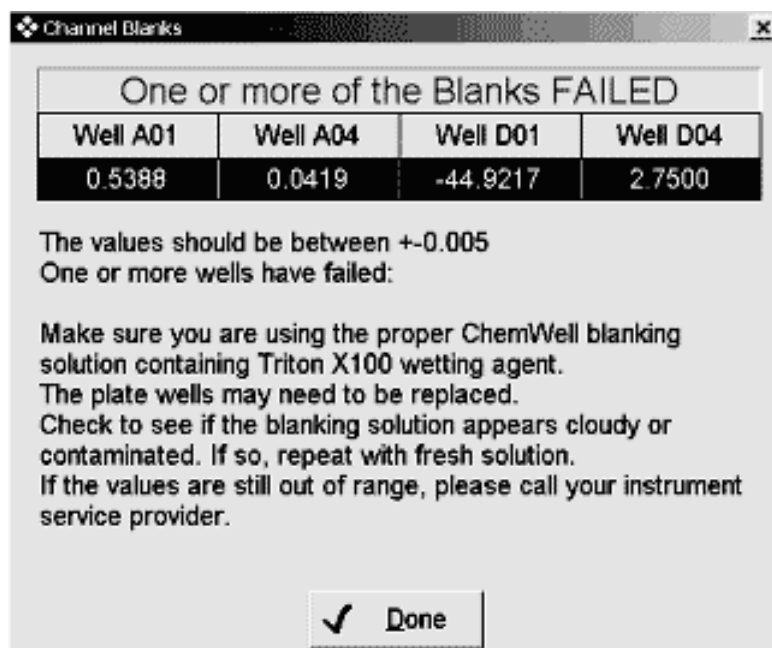 Channel Blanks
One or more of the Blanks FAILED
Well A01 Well A04 Well D01 Well D04
0.5388 0.0419 -44.9217 2.7500
The values should be between +-0.005
One or more wells have failed:
Make sure you are using the proper ChemWell blanking
solution containing Triton X100 wetting agent.
The plate wells may need to be replaced.
Check to see if the blanking solution appears cloudy or
contaminated. If so, repeat with fresh solution.
If the values are still out of range, please call your instrument
service provider.
Done